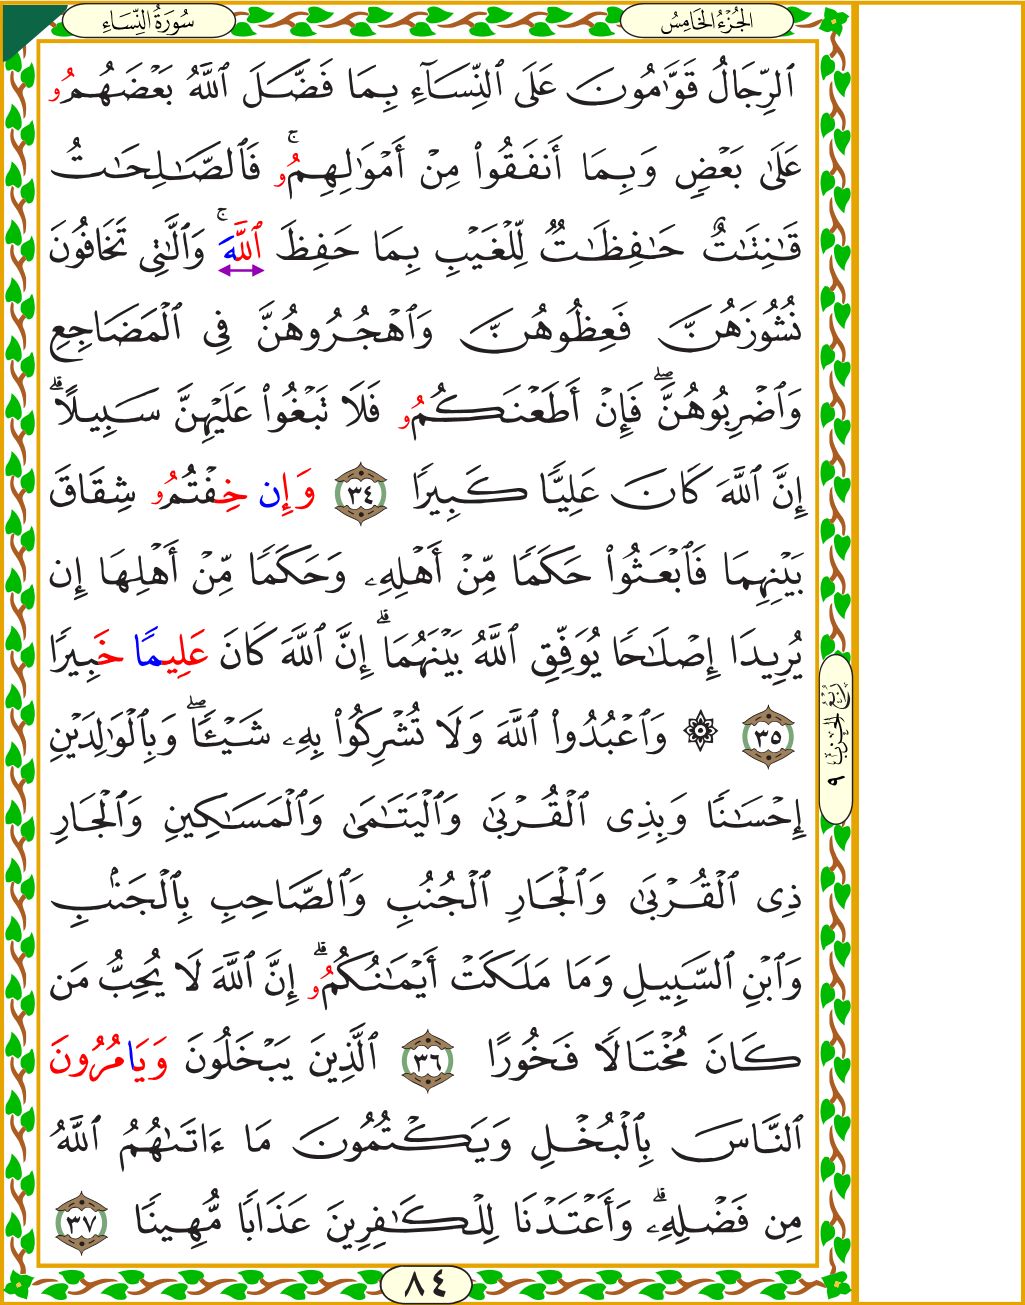 الجُزْءُ الخَامِسُ
سُورَةُ النِّسَاءِ
ٱلرِّجَالُ قَوَّٰمُونَ عَلَى ٱلنِّسَآءِ بِمَا فَضَّلَ ٱللَّهُ بَعْضَهُمُۥ
عَلَىٰ بَعْضٍ وَبِمَا أَنفَقُوا۟ مِنْ أَمْوَٰلِهِمُۥۚ فَٱلصَّـٰلِحَـٰتُ
قَـٰنِتَـٰتٌ حَـٰفِظَـٰتٌ لِّلْغَيْبِ بِمَا حَفِظَ ٱللَّهَۚ وَٱلَّـٰتِى تَخَافُونَ
نُشُوزَهُنَّ فَعِظُوهُنَّ وَٱهْجُرُوهُنَّ فِى ٱلْمَضَاجِعِ
وَٱضْرِبُوهُنَّۖ فَإِنْ أَطَعْنَكُمُۥ فَلَا تَبْغُوا۟ عَلَيْهِنَّ سَبِيلًاۗ
إِنَّ ٱللَّهَ كَانَ عَلِيًّا كَبِيرًا ٣٤ وَإِن خِفْتُمُۥ شِقَاقَ
بَيْنِهِمَا فَٱبْعَثُوا۟ حَكَمًا مِّنْ أَهْلِهِۦ وَحَكَمًا مِّنْ أَهْلِهَا إِن
يُرِيدَا إِصْلَـٰحًا يُوَفِّقِ ٱللَّهُ بَيْنَهُمَاۗ إِنَّ ٱللَّهَ كَانَ عَلِيمًا خَبِيرًا
٣٥ ۞ وَٱعْبُدُوا۟ ٱللَّهَ وَلَا تُشْرِكُوا۟ بِهِۦ شَيْـًٔاۖ وَبِٱلْوَٰلِدَيْنِ
إِحْسَـٰنًا وَبِذِى ٱلْقُرْبَىٰ وَٱلْيَتَـٰمَىٰ وَٱلْمَسَـٰكِينِ وَٱلْجَارِ
ذِى ٱلْقُرْبَىٰ وَٱلْجَارِ ٱلْجُنُبِ وَٱلصَّاحِبِ بِٱلْجَنۢبِ
وَٱبْنِ ٱلسَّبِيلِ وَمَا مَلَكَتْ أَيْمَـٰنُكُمُۥۗ إِنَّ ٱللَّهَ لَا يُحِبُّ مَن
كَانَ مُخْتَالًا فَخُورًا ٣٦ ٱلَّذِينَ يَبْخَلُونَ وَيَامُرُونَ
ٱلنَّاسَ بِٱلْبُخْلِ وَيَكْتُمُونَ مَا ءَاتَىٰهُمُ ٱللَّهُ
مِن فَضْلِهِۦۗ وَأَعْتَدْنَا لِلْكَـٰفِرِينَ عَذَابًا مُّهِينًا ٣٧
رُبْعُ الحِزْبِ ٩
٨٤